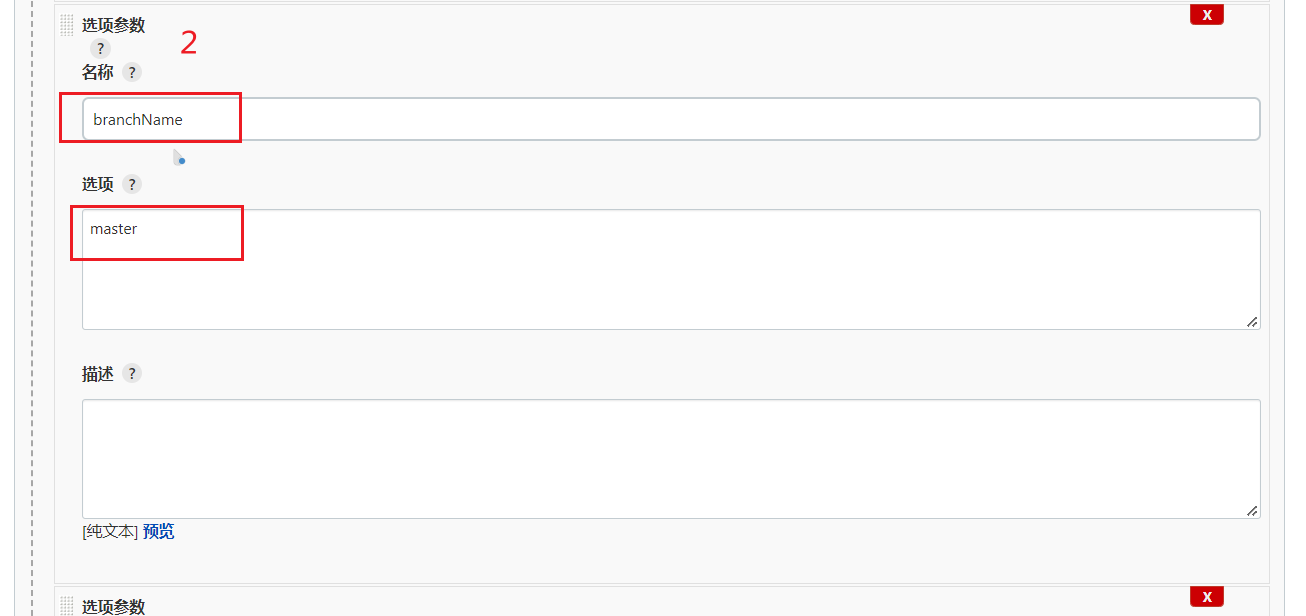 选项参数
X
?
2
名称 ?
branchName
选项 ?
master
描述 ?
[纯文本] 预览
选项参数
X